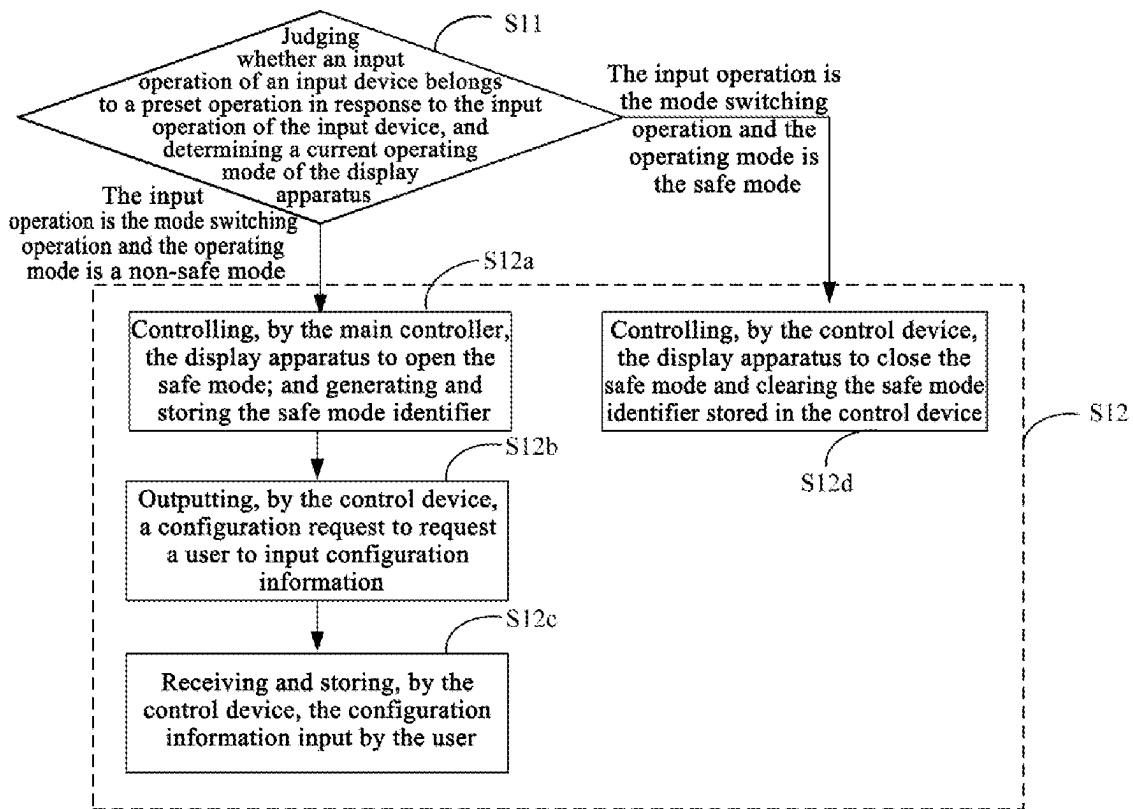 S11
Judging
whether an input
operation of an input device belongs
to a preset operation in response to the input
operation of the input device, and
determining a current operating
mode of the display
apparatus
The input operation is
the mode switching
operation and the
operating mode is
the safe mode
The input
operation is the mode switching
operation and the operating
mode is a non-safe mode
S12a
Controlling, by the main controller,
the display apparatus to open the
safe mode; and generating and
storing the safe mode identifier
Controlling, by the control device,
the display apparatus to close the
safe mode and clearing the safe mode
identifier stored in the control device
S12
S12b
S12d
Outputting, by the control device,
a configuration request to request
a user to input configuration
information
S12c
Receiving and storing, by the
control device, the configuration
information input by the user